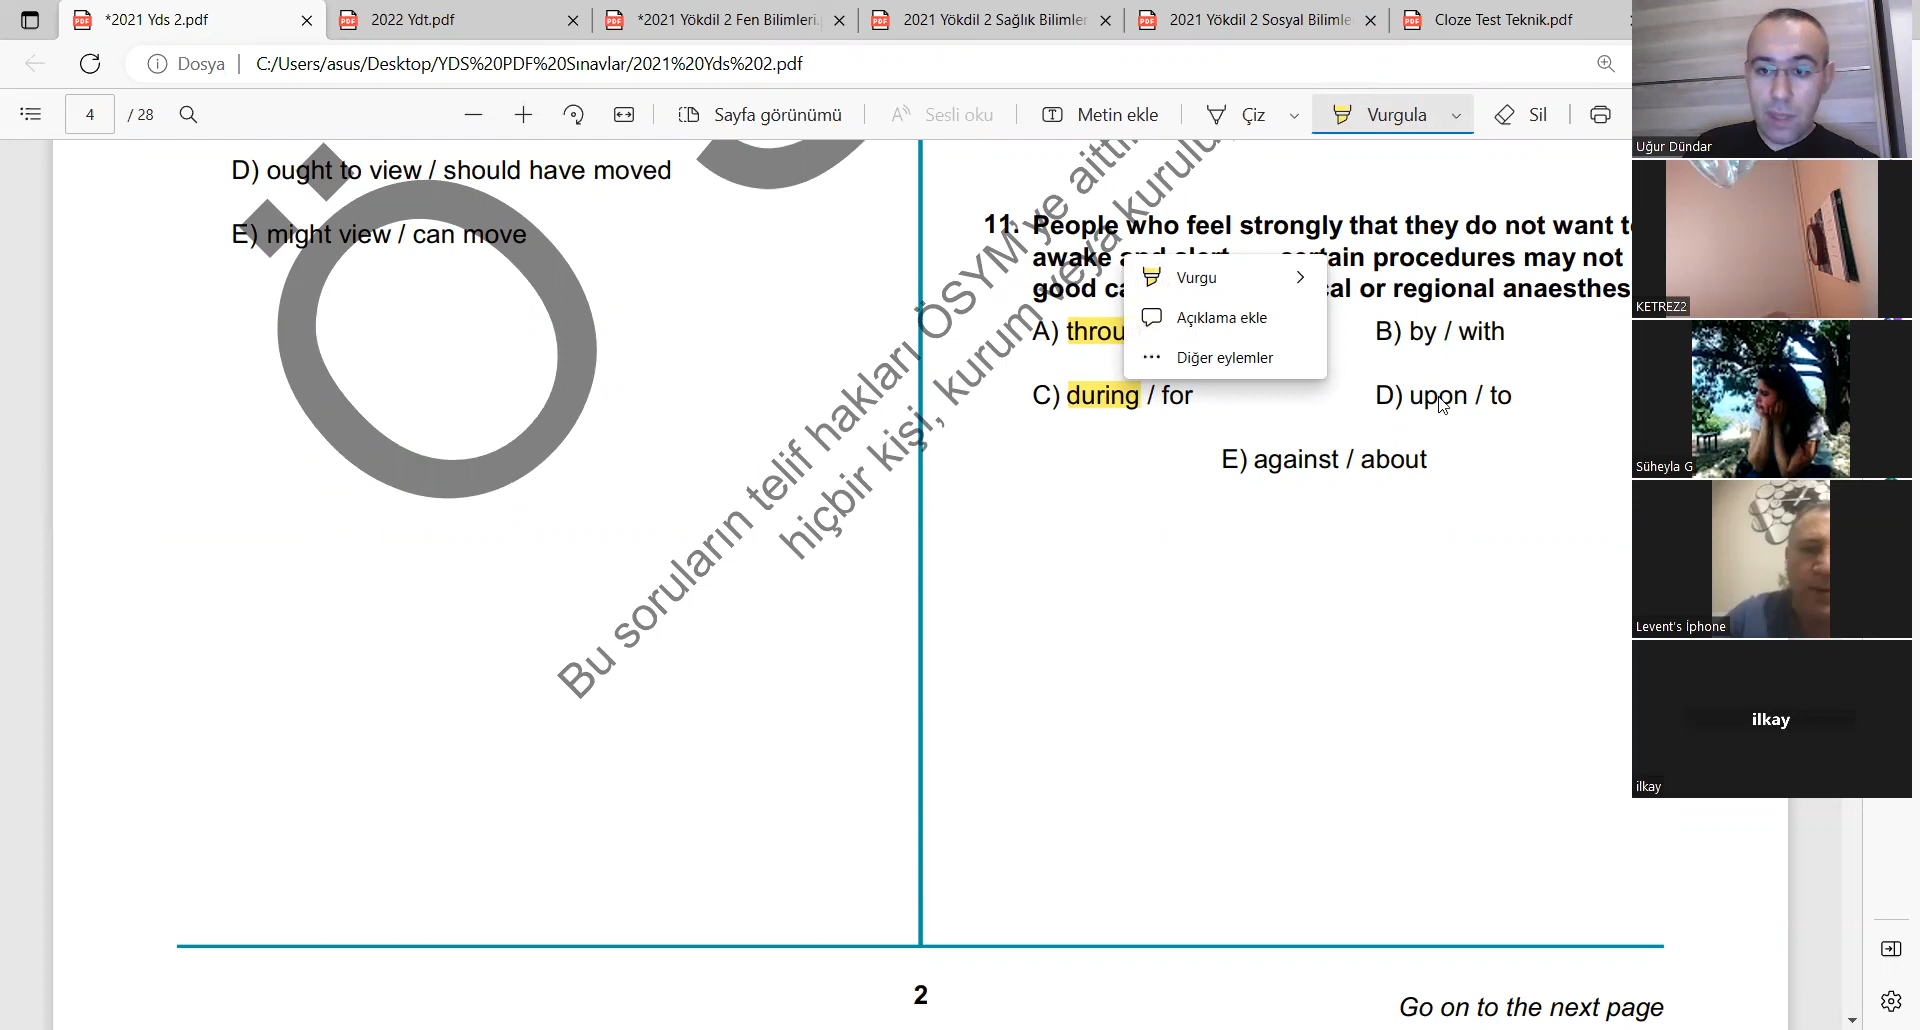 *2021 Yds 2.pdf
2022 Ydt.pdf
*2021 Yökdil 2 Fen Bilimleri.
2021 Yökdil 2 Sağlık Bilimler
2021 Yökdil 2 Sosyal Bilimle
Cloze Test Teknik.pdf
Dosya
C:/Users/asus/Desktop/YDS%20PDF%20Sınavlar/2021%20Yds%202.pdf
4 / 28
Sayfa görünümü
Sesli oku
Metin ekle
Çiz
Vurgula
Sil
D) ought to view / should have moved
E) might view / can move
11. People who feel strongly that they do not want t
awake and alert tain procedures may not
good ca al or regional anaesthes
A) throu
B) by / with
C) during / for
D) upon / to
E) against / about
Vurgu
Açıklama ekle
Diğer eylemler
Bu soruların telif hakları ÖSYM'ye aittir
hiçbir kişi, kurum veya kurulu
2
Go on to the next page
Uğur Dündar
KETREZ2
Süheyla G
Levent's İphone
ilkay
ilkay